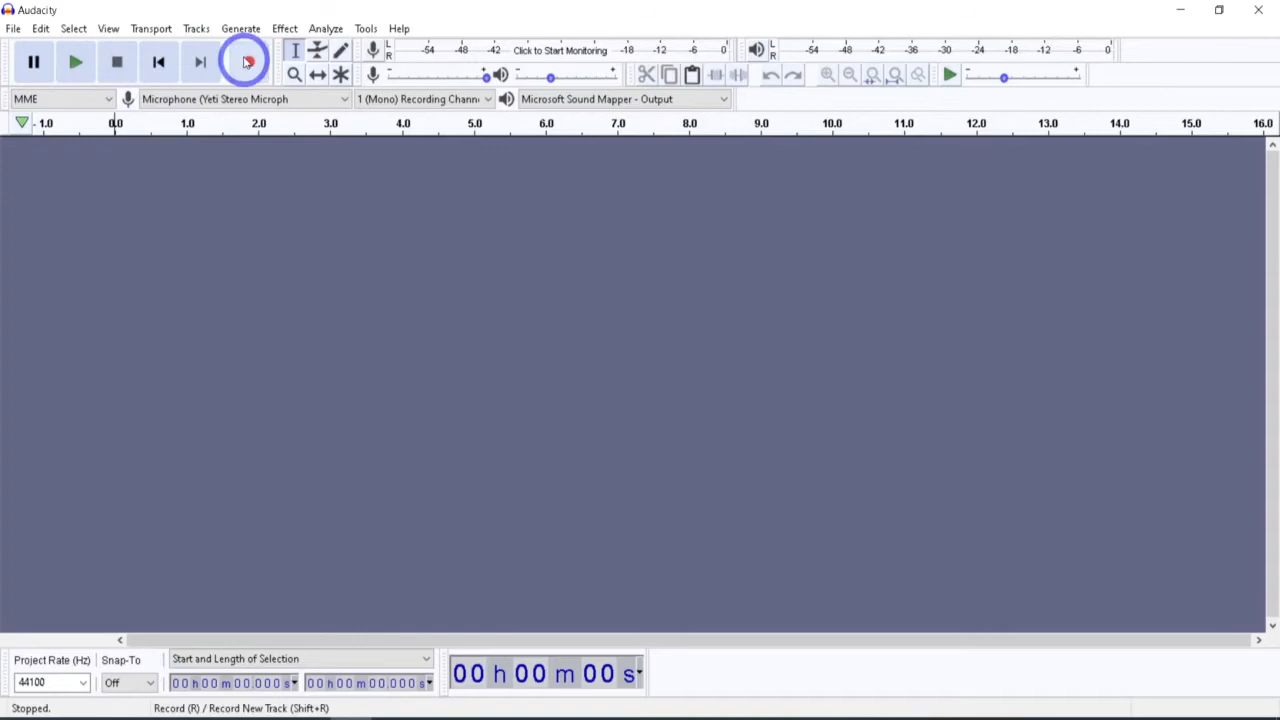 Audacity
File Edit Select View Transport Tracks Generate Effect Analyze Tools Help
L R -54 -48 -42 Click to Start Monitoring -18 -12 -6 0 L R -54 -48 -42 -36 -30 -24 -18 -12 -6 0
- + - + - +
MME Microphone (Yeti Stereo Microph 1 (Mono) Recording Chann Microsoft Sound Mapper - Output
- 1.0 0.0 1.0 2.0 3.0 4.0 5.0 6.0 7.0 8.0 9.0 10.0 11.0 12.0 13.0 14.0 15.0 16.0
Project Rate (Hz) Snap-To Start and Length of Selection
44100 Off 00 h 00 m 00.000 s 00 h 00 m 00.000 s 00 h 00 m 00 s
Stopped. Record (R) / Record New Track (Shift+R)